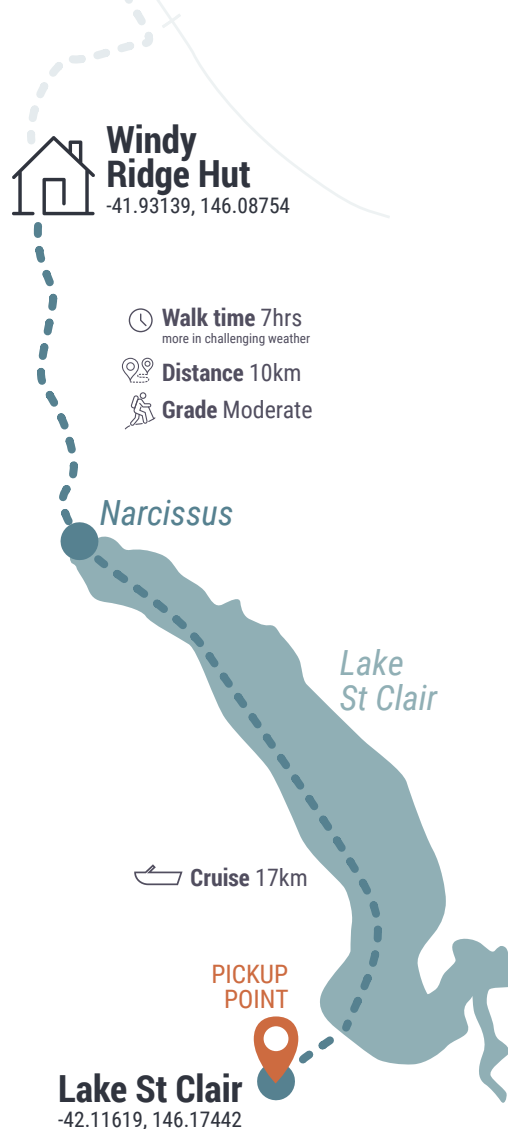 Windy
Ridge Hut
-41.93139, 146.08754
Walk time 7hrs
more in challenging weather
Distance 10km
Grade Moderate
Narcissus
Lake
St Clair
Cruise 17km
PICKUP
POINT
Lake St Clair
-42.11619, 146.17442